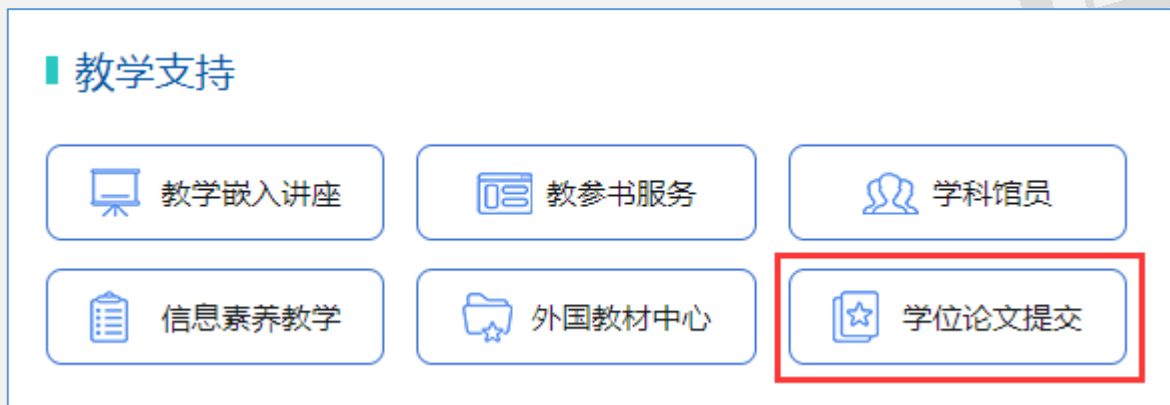 教学支持
教学嵌入讲座
教参书服务
学科馆员
信息素养教学
外国教材中心
学位论文提交